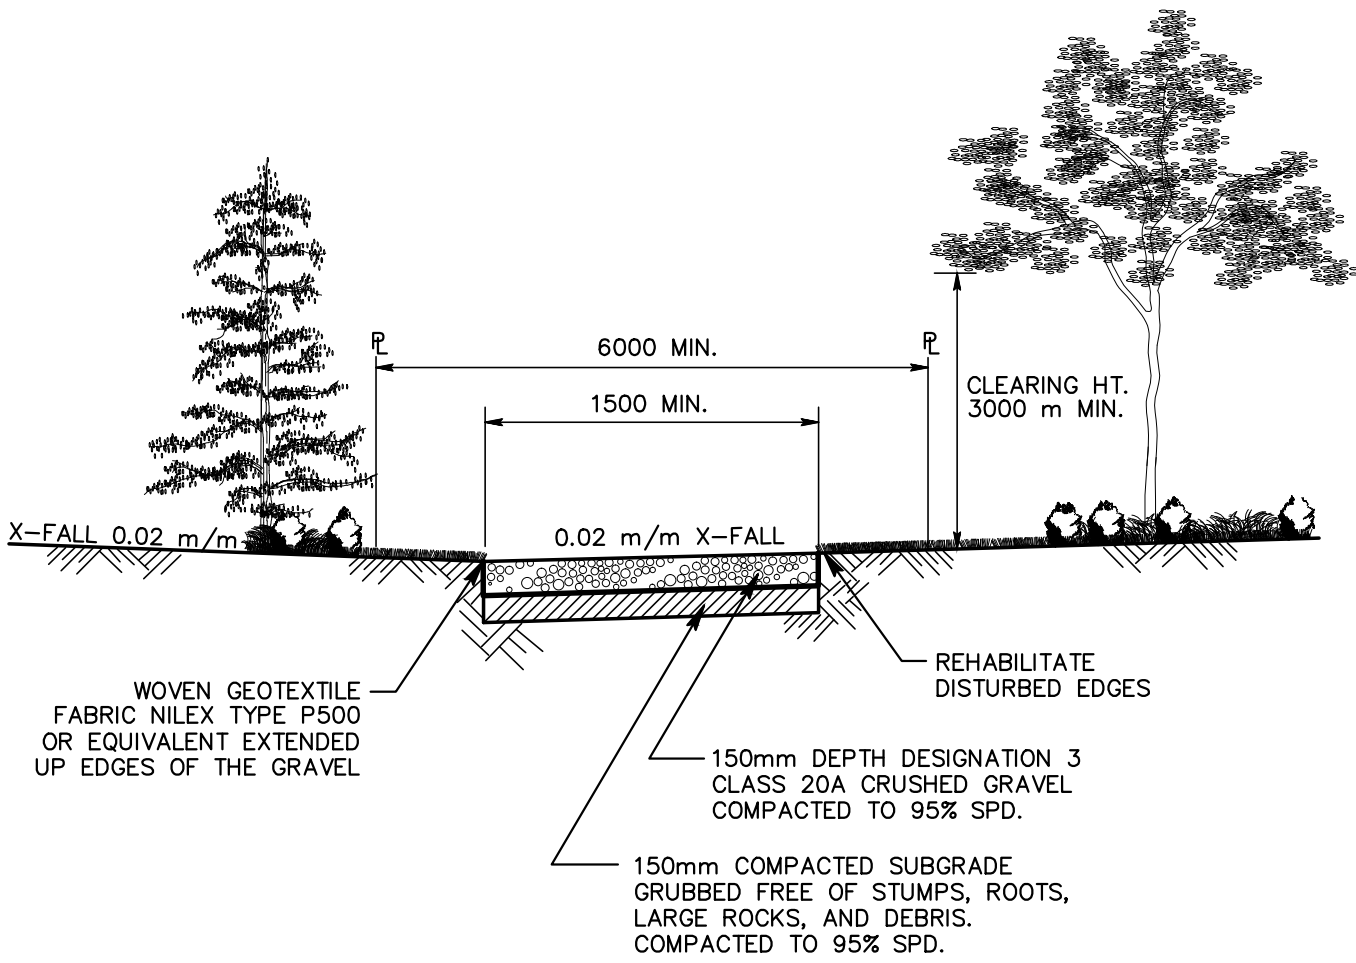 ℄ 6000 MIN. ℄
1500 MIN.
CLEARING HT.
3000 m MIN.
X-FALL 0.02 m/m
0.02 m/m X-FALL
WOVEN GEOTEXTILE
FABRIC NILEX TYPE P500
OR EQUIVALENT EXTENDED
UP EDGES OF THE GRAVEL
REHABILITATE
DISTURBED EDGES
150mm DEPTH DESIGNATION 3
CLASS 20A CRUSHED GRAVEL
COMPACTED TO 95% SPD.
150mm COMPACTED SUBGRADE
GRUBBED FREE OF STUMPS, ROOTS,
LARGE ROCKS, AND DEBRIS.
COMPACTED TO 95% SPD.